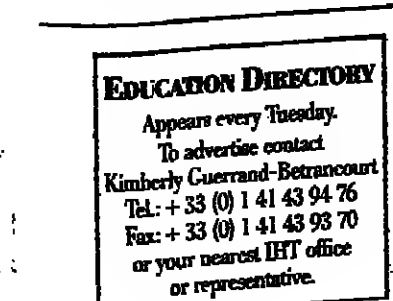 EDUCATION DIRECTORY
Appears every Tuesday.
To advertise contact
Kimberly Guerrand-Betrancourt
Tel.: + 33 (0) 1 41 43 94 76
Fax: + 33 (0) 1 41 43 93 70
or your nearest IHT office
or representative.